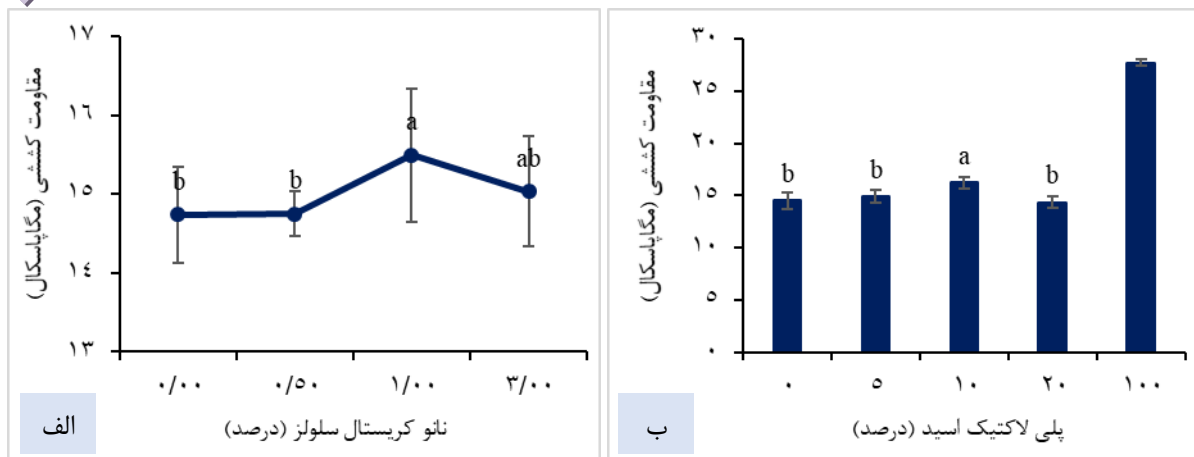 مقاومت کششی (مگاپاسکال)
۱۷
۱۶
۱۵
۱۴
۱۳
b
b
a
ab
۰/۰۰ ۰/۵۰ ۱/۰۰ ۳/۰۰
نانو کریستال سلولز (درصد)
الف
مقاومت کششی (مگاپاسکال)
۳۰
۲۵
۲۰
۱۵
۱۰
۵
۰
b
b
a
b
۰ ۵ ۱۰ ۲۰ ۱۰۰
پلی لاکتیک اسید (درصد)
ب